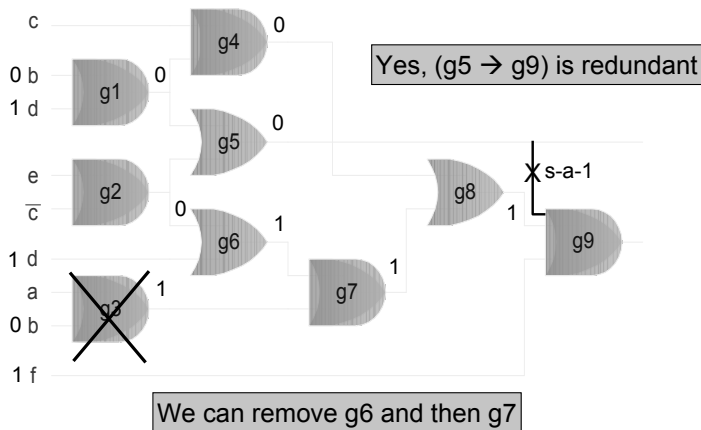 c
0
g4
Yes, (g5 → g9) is redundant
0 b
0
g1
1 d
0
g5
s-a-1
X
e
g2
g8
c̅
0
1
1
g6
g9
1 d
1
1
a
g3
g7
0 b
1 f
We can remove g6 and then g7